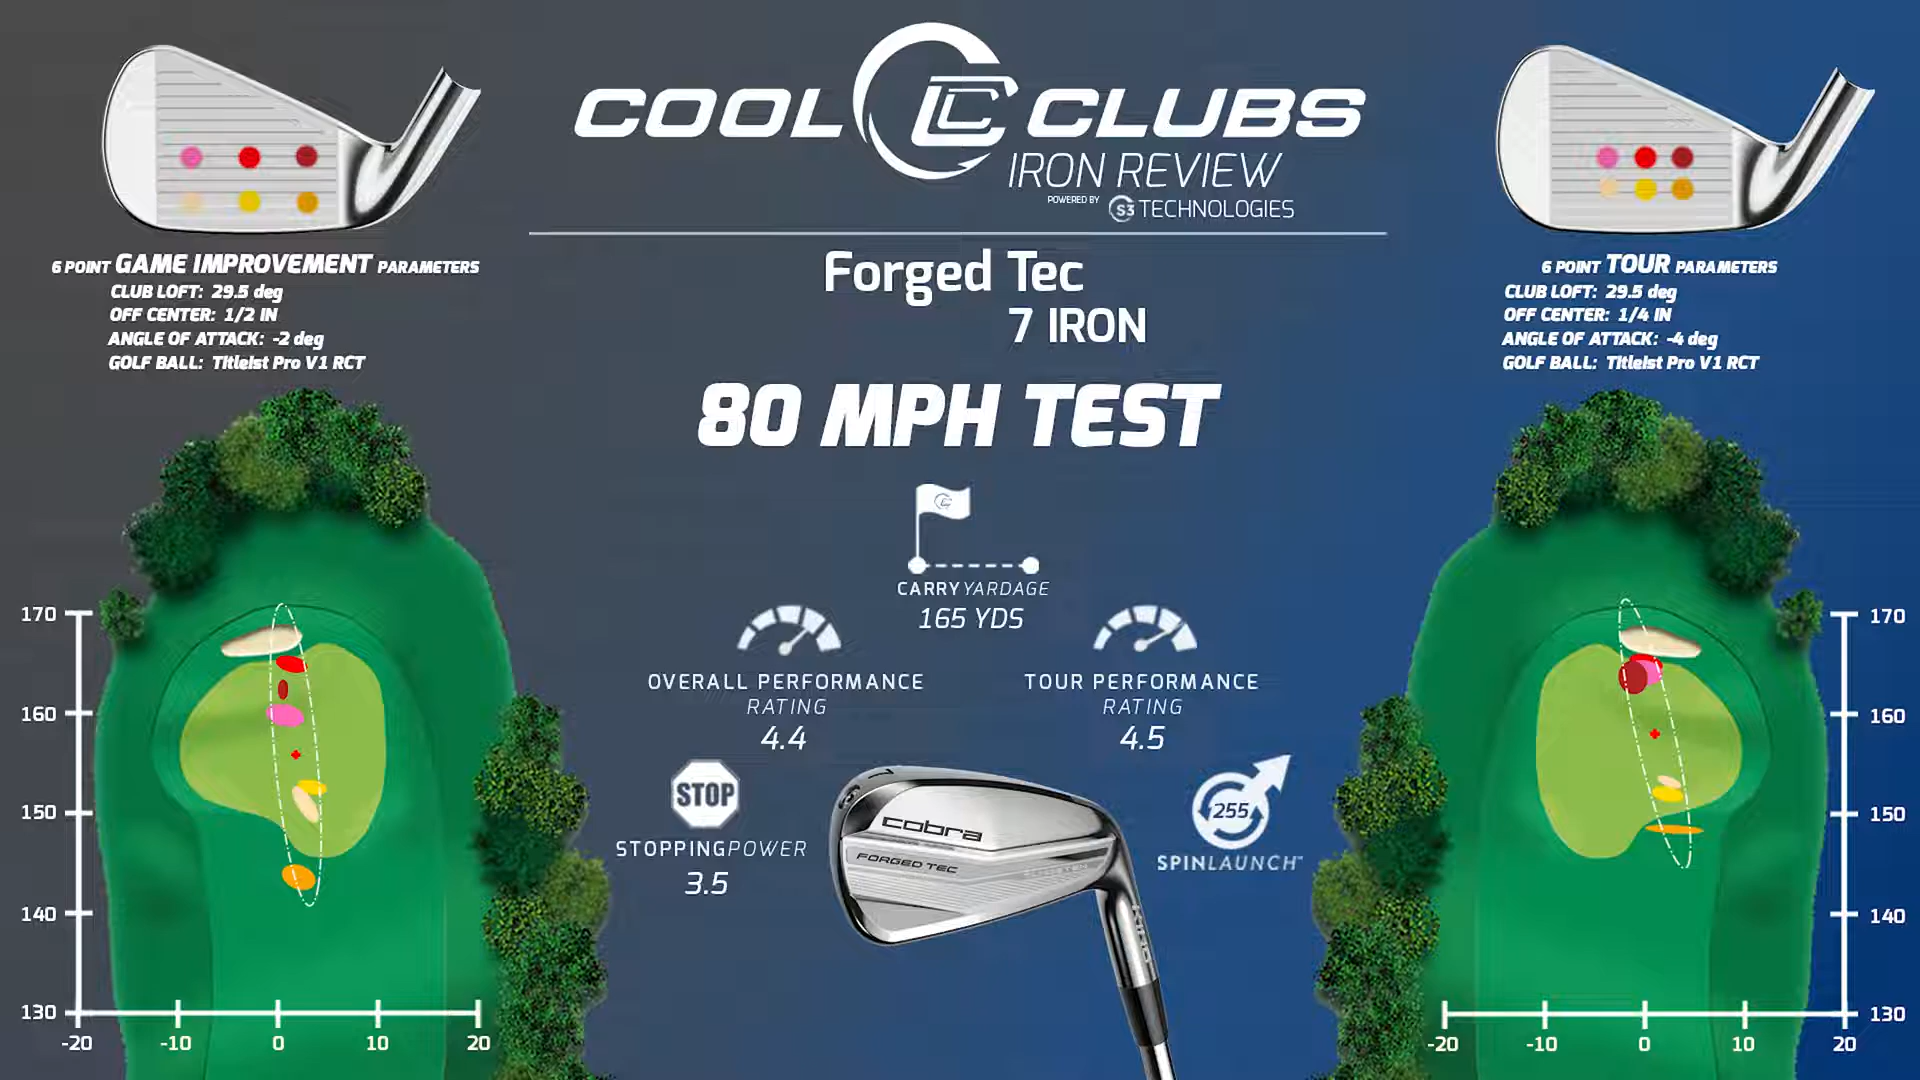 COOL CLUBS
IRON REVIEW
POWERED BY S3 TECHNOLOGIES
Forged Tec
7 IRON
80 MPH TEST
6 POINT GAME IMPROVEMENT PARAMETERS
CLUB LOFT: 29.5 deg
OFF CENTER: 1/2 IN
ANGLE OF ATTACK: -2 deg
GOLF BALL: Titleist Pro V1 RCT
6 POINT TOUR PARAMETERS
CLUB LOFT: 29.5 deg
OFF CENTER: 1/4 IN
ANGLE OF ATTACK: -4 deg
GOLF BALL: Titleist Pro V1 RCT
CARRY YARDAGE
165 YDS
OVERALL PERFORMANCE
RATING
4.4
TOUR PERFORMANCE
RATING
4.5
STOP
STOPPINGPOWER
3.5
255
SPINLAUNCH™
7
cobra
FORGED TEC
KING
170
160
150
140
130
-20 -10 0 10 20
170
160
150
140
130
-20 -10 0 10 20